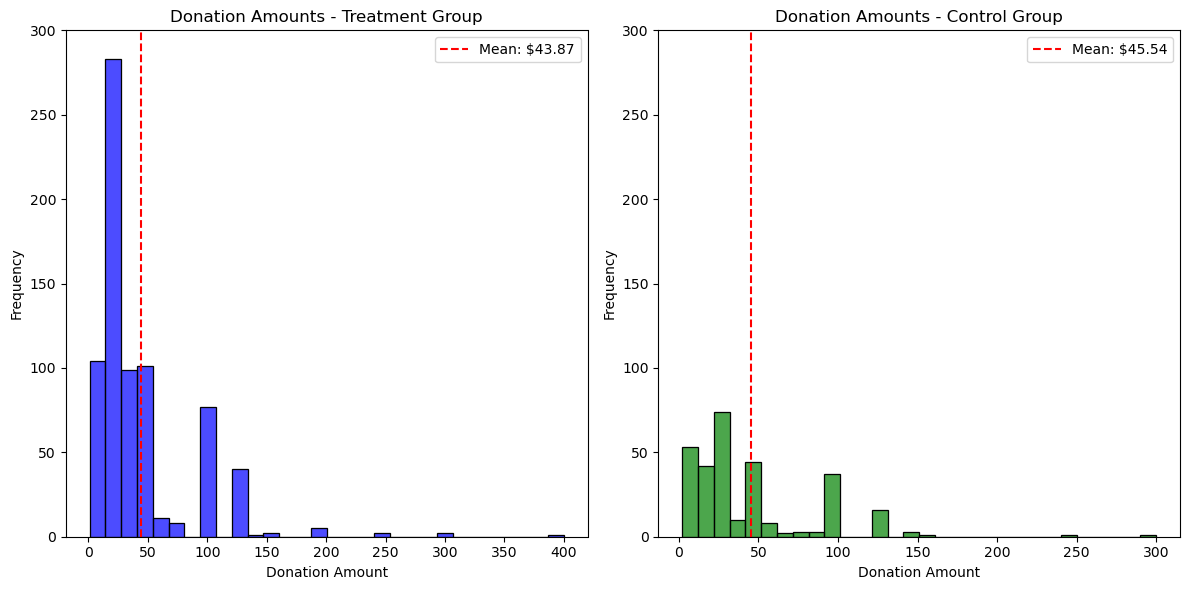 Donation Amounts - Treatment Group
Mean: $43.87
300
250
200
150
100
50
0
Frequency
0 50 100 150 200 250 300 350 400
Donation Amount
Donation Amounts - Control Group
Mean: $45.54
300
250
200
150
100
50
0
Frequency
0 50 100 150 200 250 300
Donation Amount